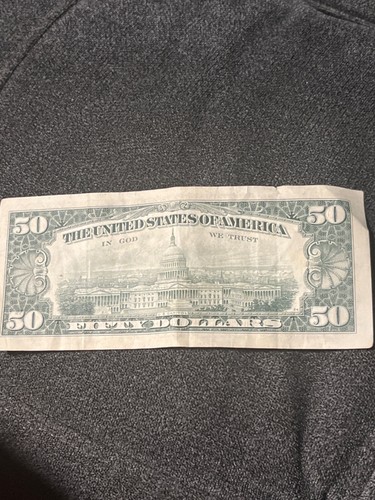 50 50
THE UNITED STATES OF AMERICA
IN GOD WE TRUST
50 50
FIFTY DOLLARS